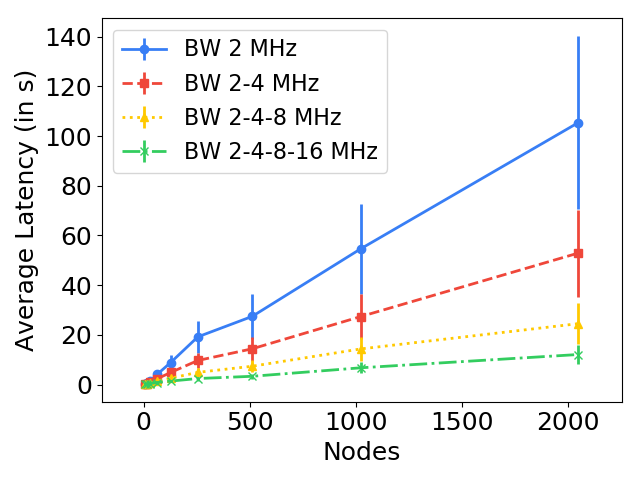 Average Latency (in s)
140
120
100
80
60
40
20
0
BW 2 MHz
BW 2-4 MHz
BW 2-4-8 MHz
BW 2-4-8-16 MHz
0 500 1000 1500 2000
Nodes